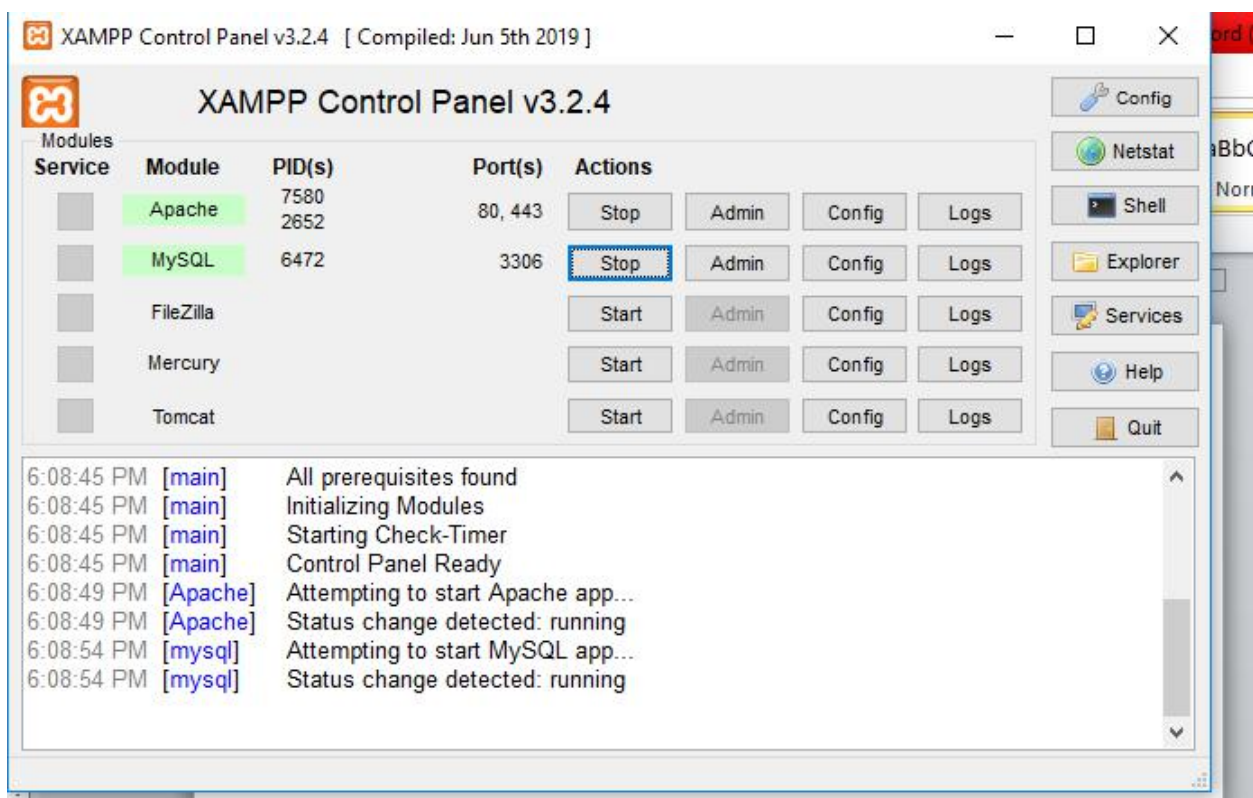 XAMPP Control Panel v3.2.4 [ Compiled: Jun 5th 2019 ]
XAMPP Control Panel v3.2.4
Config
Modules
Service Module PID(s) Port(s) Actions
Netstat
Apache 7580 2652 80, 443 Stop Admin Config Logs
Shell
MySQL 6472 3306 Stop Admin Config Logs
Explorer
FileZilla Start Admin Config Logs
Services
Mercury Start Admin Config Logs
Help
Tomcat Start Admin Config Logs
Quit
6:08:45 PM [main] All prerequisites found
6:08:45 PM [main] Initializing Modules
6:08:45 PM [main] Starting Check-Timer
6:08:45 PM [main] Control Panel Ready
6:08:49 PM [Apache] Attempting to start Apache app...
6:08:49 PM [Apache] Status change detected: running
6:08:54 PM [mysql] Attempting to start MySQL app...
6:08:54 PM [mysql] Status change detected: running